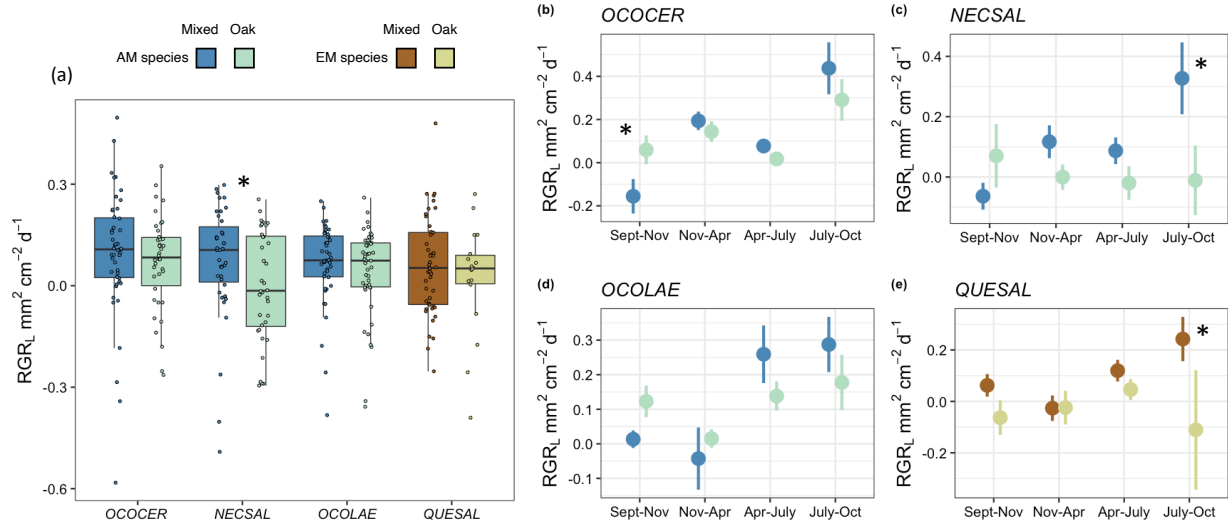 Mixed Oak Mixed Oak
AM species EM species
(a)
RGR_L mm² cm⁻² d⁻¹
0.3
0.0
-0.3
-0.6
*
OCOCER NECSAL OCOLAE QUESAL
(b) OCOCER
RGR_L mm² cm⁻² d⁻¹
0.4
0.2
0.0
-0.2
*
Sept-Nov Nov-Apr Apr-July July-Oct
(c) NECSAL
RGR_L mm² cm⁻² d⁻¹
0.4
0.2
0.0
*
Sept-Nov Nov-Apr Apr-July July-Oct
(d) OCOLAE
RGR_L mm² cm⁻² d⁻¹
0.3
0.2
0.1
0.0
-0.1
Sept-Nov Nov-Apr Apr-July July-Oct
(e) QUESAL
RGR_L mm² cm⁻² d⁻¹
0.2
0.0
-0.2
*
Sept-Nov Nov-Apr Apr-July July-Oct